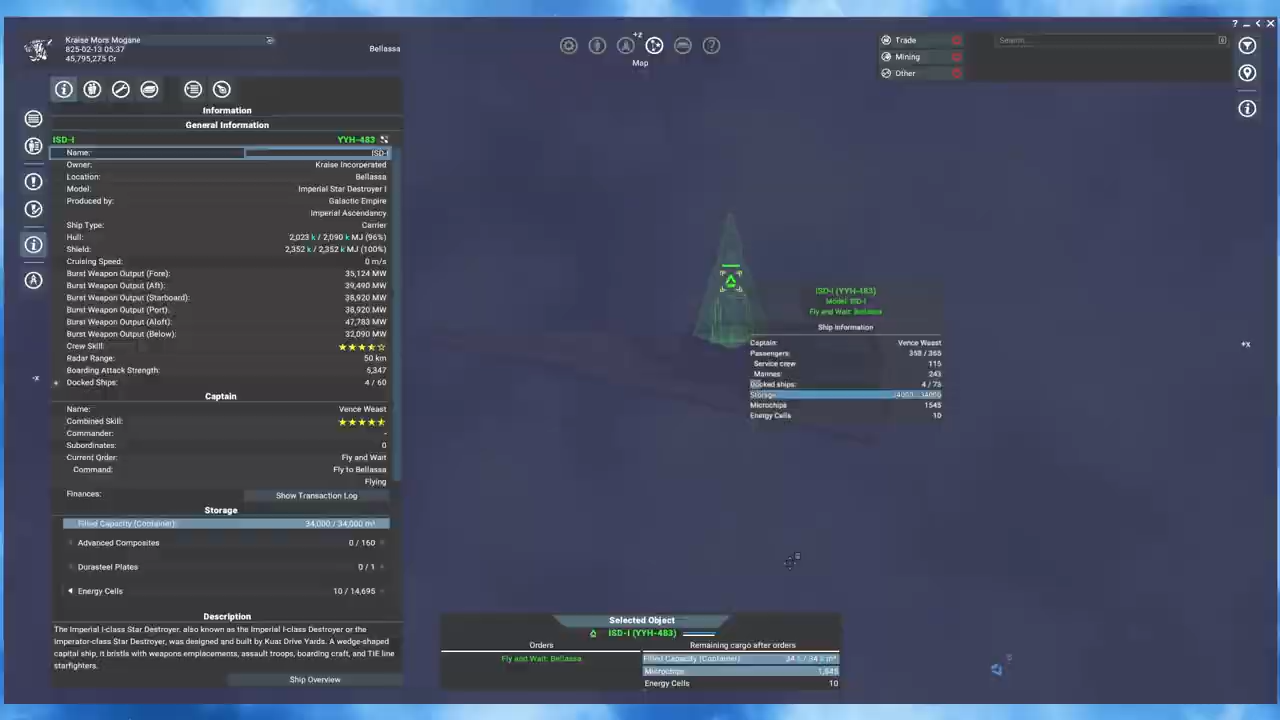 Kraise Mors Mogane
825-02-13 05:37
45,795,275 Cr
Bellassa
+z
Map
Trade
Mining
Other
Search...
Information
General Information
ISD-I YYH-483
Name: ISD-I
Owner: Kraise Incorporated
Location: Bellassa
Model: Imperial Star Destroyer I
Produced by: Galactic Empire
Imperial Ascendancy
Ship Type: Carrier
Hull: 2,023 k / 2,090 k MJ (96%)
Shield: 2,352 k / 2,352 k MJ (100%)
Cruising Speed: 0 m/s
Burst Weapon Output (Fore): 35,124 MW
Burst Weapon Output (Aft): 39,490 MW
Burst Weapon Output (Starboard): 38,920 MW
Burst Weapon Output (Port): 38,920 MW
Burst Weapon Output (Aloft): 47,783 MW
Burst Weapon Output (Below): 32,090 MW
Crew Skill:
Radar Range: 50 km
Boarding Attack Strength: 5,347
Docked Ships: 4 / 60
Captain
Name: Vence Weast
Combined Skill:
Commander: -
Subordinates: 0
Current Order: Fly and Wait
Command: Fly to Bellassa
Flying
Finances: Show Transaction Log
Storage
Filled Capacity (Container): 34,000 / 34,000 m³
Advanced Composites 0 / 160
Durasteel Plates 0 / 1
Energy Cells 10 / 14,695
Description
The Imperial I-class Star Destroyer, also known as the Imperial I-class Destroyer or the
Imperator-class Star Destroyer, was designed and built by Kuat Drive Yards. A wedge-shaped
capital ship, it bristles with weapons emplacements, assault troops, boarding craft, and TIE line
starfighters.
Ship Overview
ISD-I (YYH-483)
Model: ISD-I
Fly and Wait: Bellassa
Ship Information
Captain: Vence Weast
Passengers: 358 / 365
Service crew 115
Marines: 243
Docked ships: 4 / 73
Storage: 34000 / 34000
Microchips 1545
Energy Cells 10
-x
+x
Selected Object
ISD-I (YYH-483)
Orders Remaining cargo after orders
Fly and Wait: Bellassa Filled Capacity (Container)
Microchips 1,545
Energy Cells 10